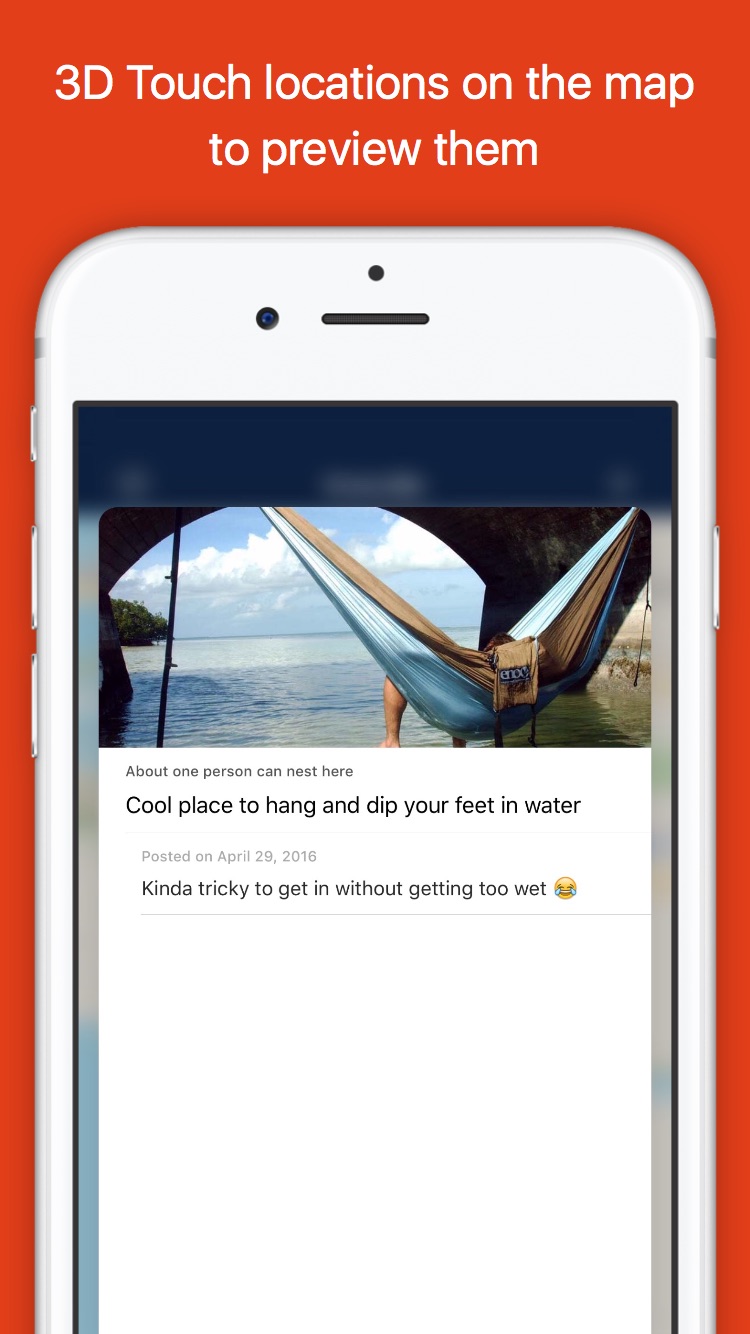 3D Touch locations on the map
to preview them
eno
About one person can nest here
Cool place to hang and dip your feet in water
Posted on April 29, 2016
Kinda tricky to get in without getting too wet 😂